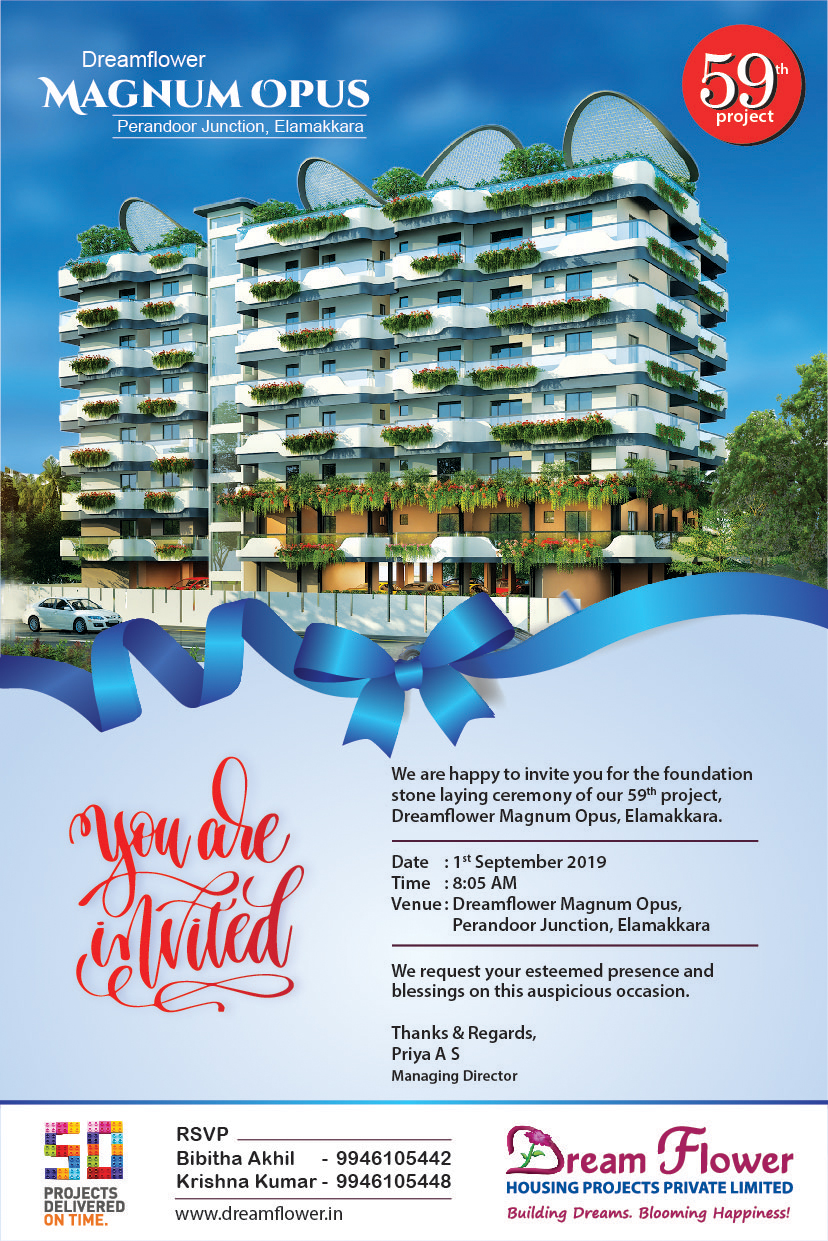 Dreamflower
MAGNUM OPUS
Perandoor Junction, Elamakkara
59th
project
You are
invited
We are happy to invite you for the foundation
stone laying ceremony of our 59th project,
Dreamflower Magnum Opus, Elamakkara.
Date : 1st September 2019
Time : 8:05 AM
Venue : Dreamflower Magnum Opus,
Perandoor Junction, Elamakkara
We request your esteemed presence and
blessings on this auspicious occasion.
Thanks & Regards,
Priya A S
Managing Director
50
PROJECTS
DELIVERED
ON TIME.
RSVP
Bibitha Akhil - 9946105442
Krishna Kumar - 9946105448
www.dreamflower.in
Dream Flower
HOUSING PROJECTS PRIVATE LIMITED
Building Dreams. Blooming Happiness!